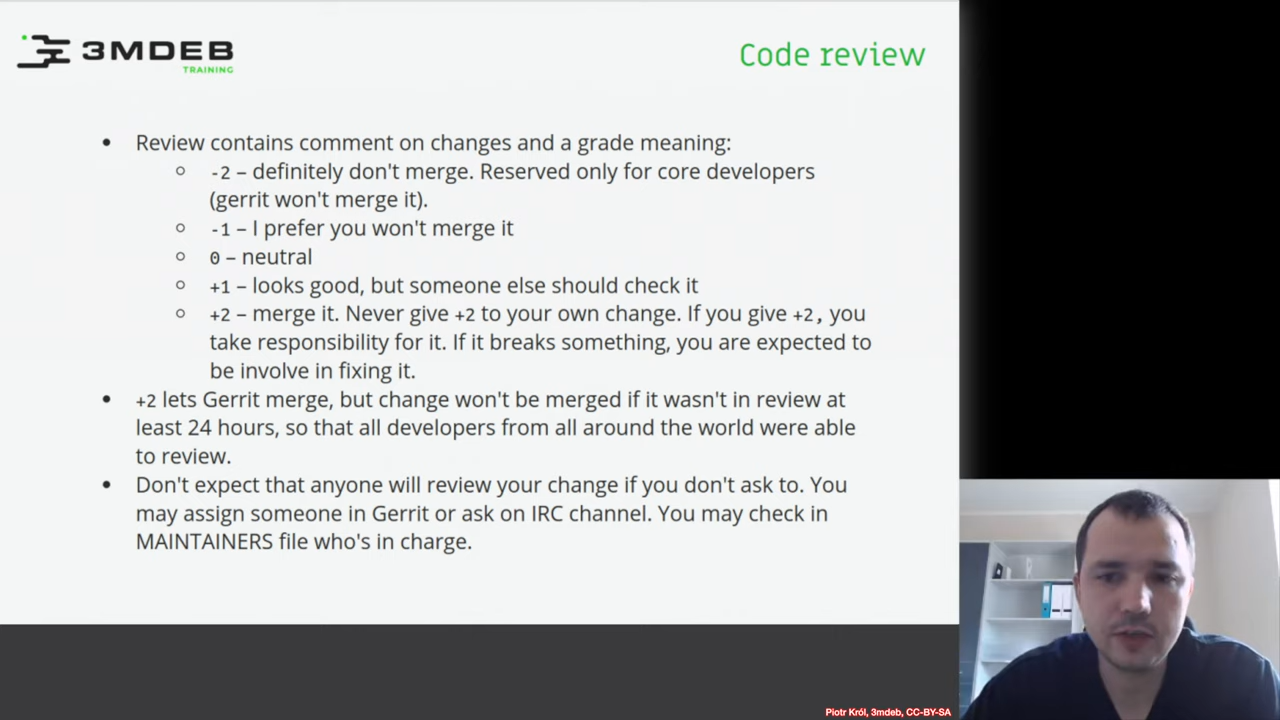 3MDEB
TRAINING
Code review
• Review contains comment on changes and a grade meaning:
○ -2 – definitely don't merge. Reserved only for core developers
(gerrit won't merge it).
○ -1 – I prefer you won't merge it
○ 0 – neutral
○ +1 – looks good, but someone else should check it
○ +2 – merge it. Never give +2 to your own change. If you give +2, you
take responsibility for it. If it breaks something, you are expected to
be involve in fixing it.
• +2 lets Gerrit merge, but change won't be merged if it wasn't in review at
least 24 hours, so that all developers from all around the world were able
to review.
• Don't expect that anyone will review your change if you don't ask to. You
may assign someone in Gerrit or ask on IRC channel. You may check in
MAINTAINERS file who's in charge.
Piotr Król, 3mdeb, CC-BY-SA